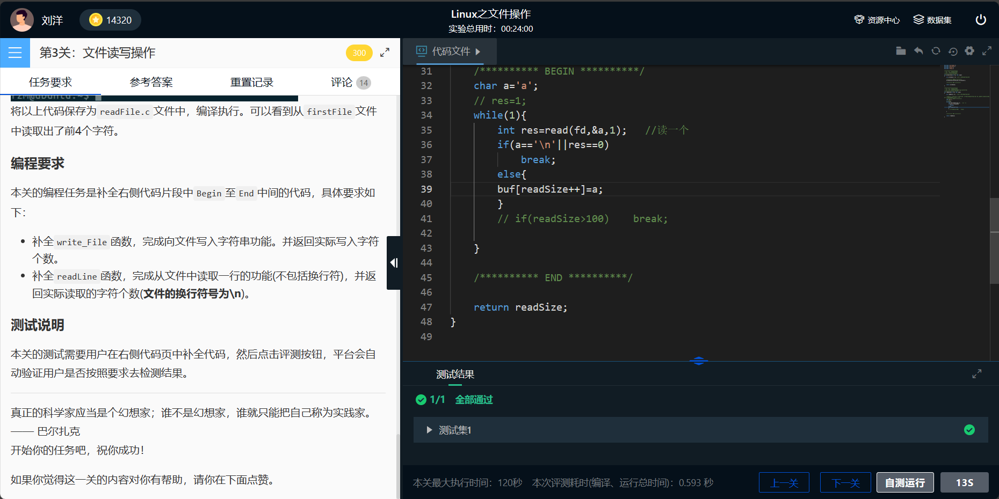 刘洋
14320
Linux之文件操作
实验总用时：00:24:00
资源中心
数据集
第3关：文件读写操作
300
任务要求
参考答案
重置记录
评论 14
将以上代码保存为 readFile.c 文件中，编译执行。可以看到从 firstFile 文件
中读取出了前4个字符。
编程要求
本关的编程任务是补全右侧代码片段中 Begin 至 End 中间的代码，具体要求如
下：
• 补全 write_File 函数，完成向文件写入字符串功能。并返回实际写入字符
个数。
• 补全 readLine 函数，完成从文件中读取一行的功能(不包括换行符)，并返
回实际读取的字符个数(文件的换行符号为\n)。
测试说明
本关的测试需要用户在右侧代码页中补全代码，然后点击评测按钮，平台会自
动验证用户是否按照要求去检测结果。
真正的科学家应当是个幻想家；谁不是幻想家，谁就只能把自己称为实践家。
—— 巴尔扎克
开始你的任务吧，祝你成功！
如果你觉得这一关的内容对你有帮助，请你在下面点赞。
代码文件
31 /********** BEGIN **********/
32 char a='a';
33 // res=1;
34 while(1){
35 int res=read(fd,&a,1); //读一个
36 if(a=='\n'||res==0)
37 break;
38 else{
39 buf[readSize++]=a;
40 }
41 // if(readSize>100) break;
42
43 }
44
45 /********** END **********/
46
47 return readSize;
48 }
49
测试结果
1/1 全部通过
测试集1
本关最大执行时间：120秒 本次评测耗时(编译、运行总时间)：0.593 秒
上一关
下一关
自测运行
13S